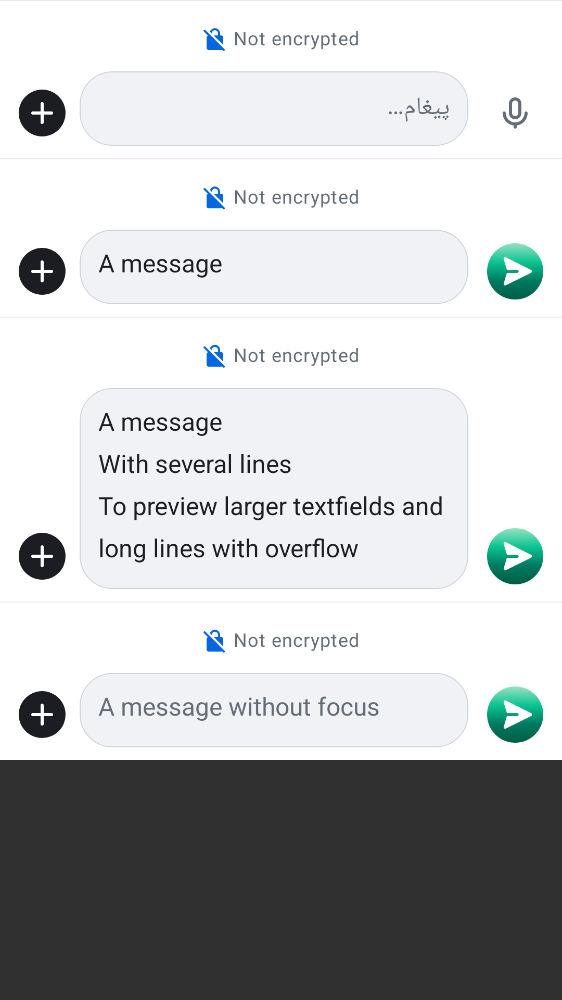 Not encrypted
پیغام...
Not encrypted
A message
Not encrypted
A message
With several lines
To preview larger textfields and
long lines with overflow
Not encrypted
A message without focus